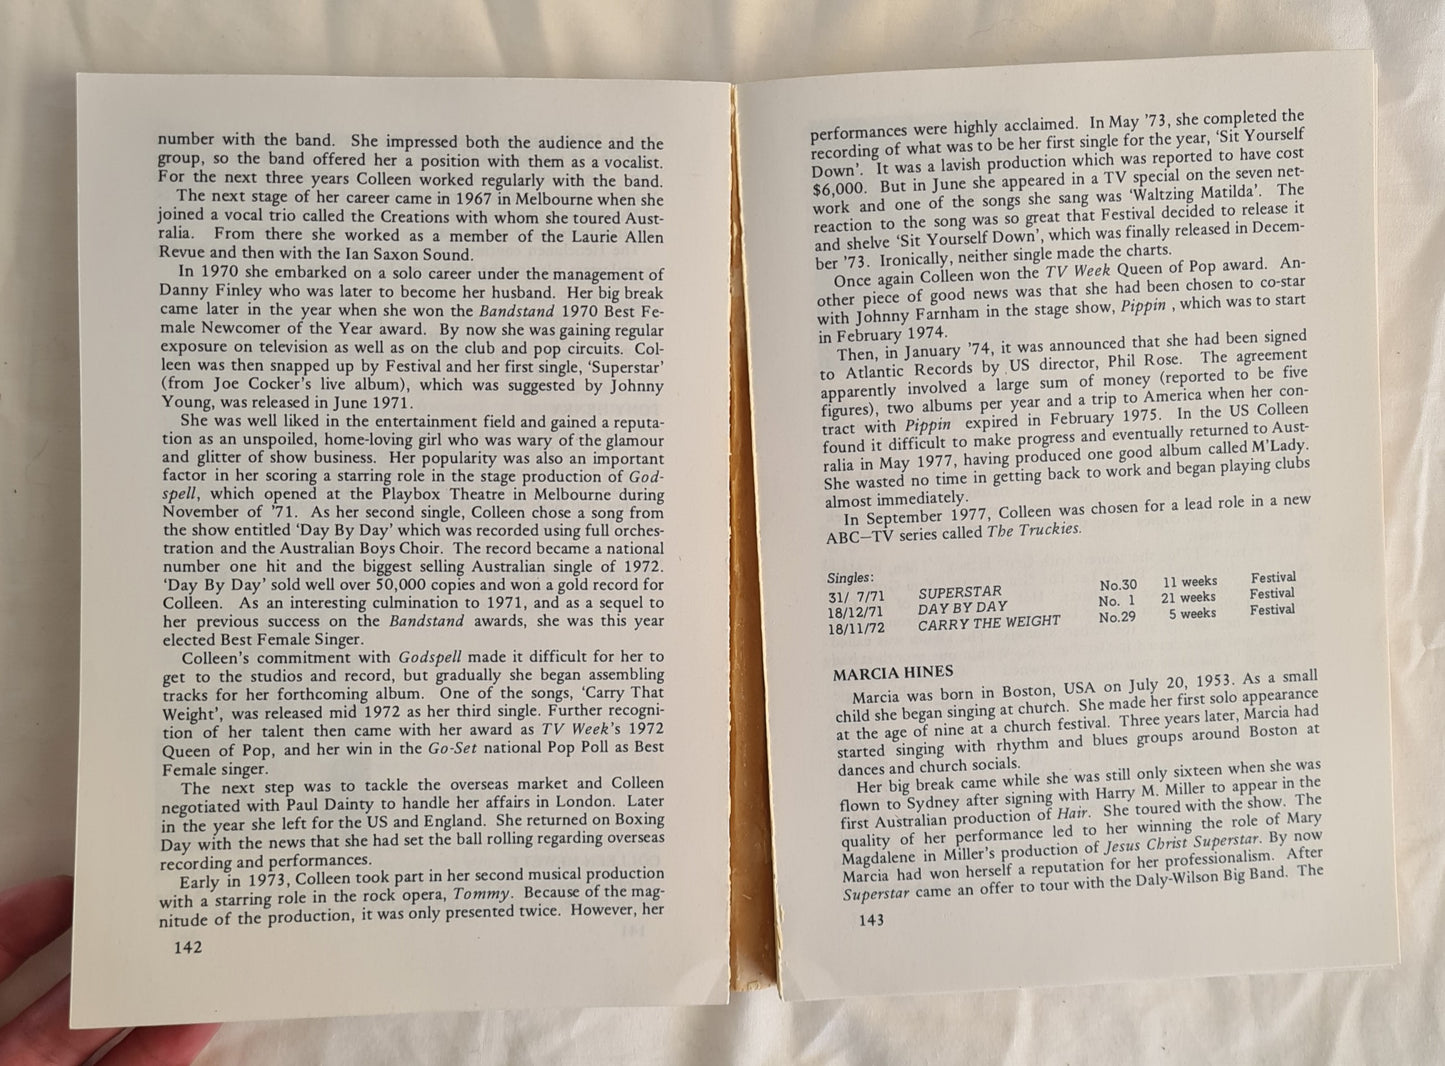 number with the band. She impressed both the audience and the
group, so the band offered her a position with them as a vocalist.
For the next three years Colleen worked regularly with the band.
The next stage of her career came in 1967 in Melbourne when she
joined a vocal trio called the Creations with whom she toured Aust-
ralia. From there she worked as a member of the Laurie Allen
Revue and then with the Ian Saxon Sound.
In 1970 she embarked on a solo career under the management of
Danny Finley who was later to become her husband. Her big break
came later in the year when she won the Bandstand 1970 Best Fe-
male Newcomer of the Year award. By now she was gaining regular
exposure on television as well as on the club and pop circuits. Col-
leen was then snapped up by Festival and her first single, ‘Superstar’
(from Joe Cocker’s live album), which was suggested by Johnny
Young, was released in June 1971.
She was well liked in the entertainment field and gained a reputa-
tion as an unspoiled, home-loving girl who was wary of the glamour
and glitter of show business. Her popularity was also an important
factor in her scoring a starring role in the stage production of God-
spell, which opened at the Playbox Theatre in Melbourne during
November of ’71. As her second single, Colleen chose a song from
the show entitled ‘Day By Day’ which was recorded using full orches-
tration and the Australian Boys Choir. The record became a national
number one hit and the biggest selling Australian single of 1972.
‘Day By Day’ sold well over 50,000 copies and won a gold record for
Colleen. As an interesting culmination to 1971, and as a sequel to
her previous success on the Bandstand awards, she was this year
elected Best Female Singer.
Colleen’s commitment with Godspell made it difficult for her to
get to the studios and record, but gradually she began assembling
tracks for her forthcoming album. One of the songs, ‘Carry That
Weight’, was released mid 1972 as her third single. Further recogni-
tion of her talent then came with her award as TV Week’s 1972
Queen of Pop, and her win in the Go-Set national Pop Poll as Best
Female singer.
The next step was to tackle the overseas market and Colleen
negotiated with Paul Dainty to handle her affairs in London. Later
in the year she left for the US and England. She returned on Boxing
Day with the news that she had set the ball rolling regarding overseas
recording and performances.
Early in 1973, Colleen took part in her second musical production
with a starring role in the rock opera, Tommy. Because of the mag-
nitude of the production, it was only presented twice. However, her
142
performances were highly acclaimed. In May ’73, she completed the
recording of what was to be her first single for the year, ‘Sit Yourself
Down’. It was a lavish production which was reported to have cost
$6,000. But in June she appeared in a TV special on the seven net-
work and one of the songs she sang was ‘Waltzing Matilda’. The
reaction to the song was so great that Festival decided to release it
and shelve ‘Sit Yourself Down’, which was finally released in Decem-
ber ’73. Ironically, neither single made the charts.
Once again Colleen won the TV Week Queen of Pop award. An-
other piece of good news was that she had been chosen to co-star
with Johnny Farnham in the stage show, Pippin , which was to start
in February 1974.
Then, in January ’74, it was announced that she had been signed
to Atlantic Records by US director, Phil Rose. The agreement
apparently involved a large sum of money (reported to be five
figures), two albums per year and a trip to America when her con-
tract with Pippin expired in February 1975. In the US Colleen
found it difficult to make progress and eventually returned to Aust-
ralia in May 1977, having produced one good album called M’Lady.
She wasted no time in getting back to work and began playing clubs
almost immediately.
In September 1977, Colleen was chosen for a lead role in a new
ABC–TV series called The Truckies.
Singles:
31/ 7/71 SUPERSTAR No.30 11 weeks Festival
18/12/71 DAY BY DAY No. 1 21 weeks Festival
18/11/72 CARRY THE WEIGHT No.29 5 weeks Festival
MARCIA HINES
Marcia was born in Boston, USA on July 20, 1953. As a small
child she began singing at church. She made her first solo appearance
at the age of nine at a church festival. Three years later, Marcia had
started singing with rhythm and blues groups around Boston at
dances and church socials.
Her big break came while she was still only sixteen when she was
flown to Sydney after signing with Harry M. Miller to appear in the
first Australian production of Hair. She toured with the show. The
quality of her performance led to her winning the role of Mary
Magdalene in Miller’s production of Jesus Christ Superstar. By now
Marcia had won herself a reputation for her professionalism. After
Superstar came an offer to tour with the Daly-Wilson Big Band. The
143